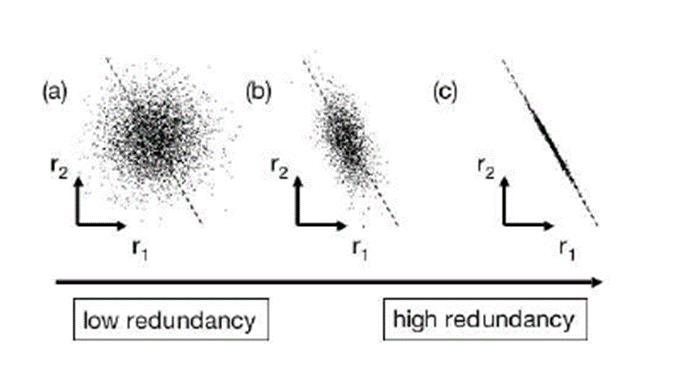 (a)
(b)
(c)
r2
r2
r2
r1
r1
r1
low redundancy
high redundancy